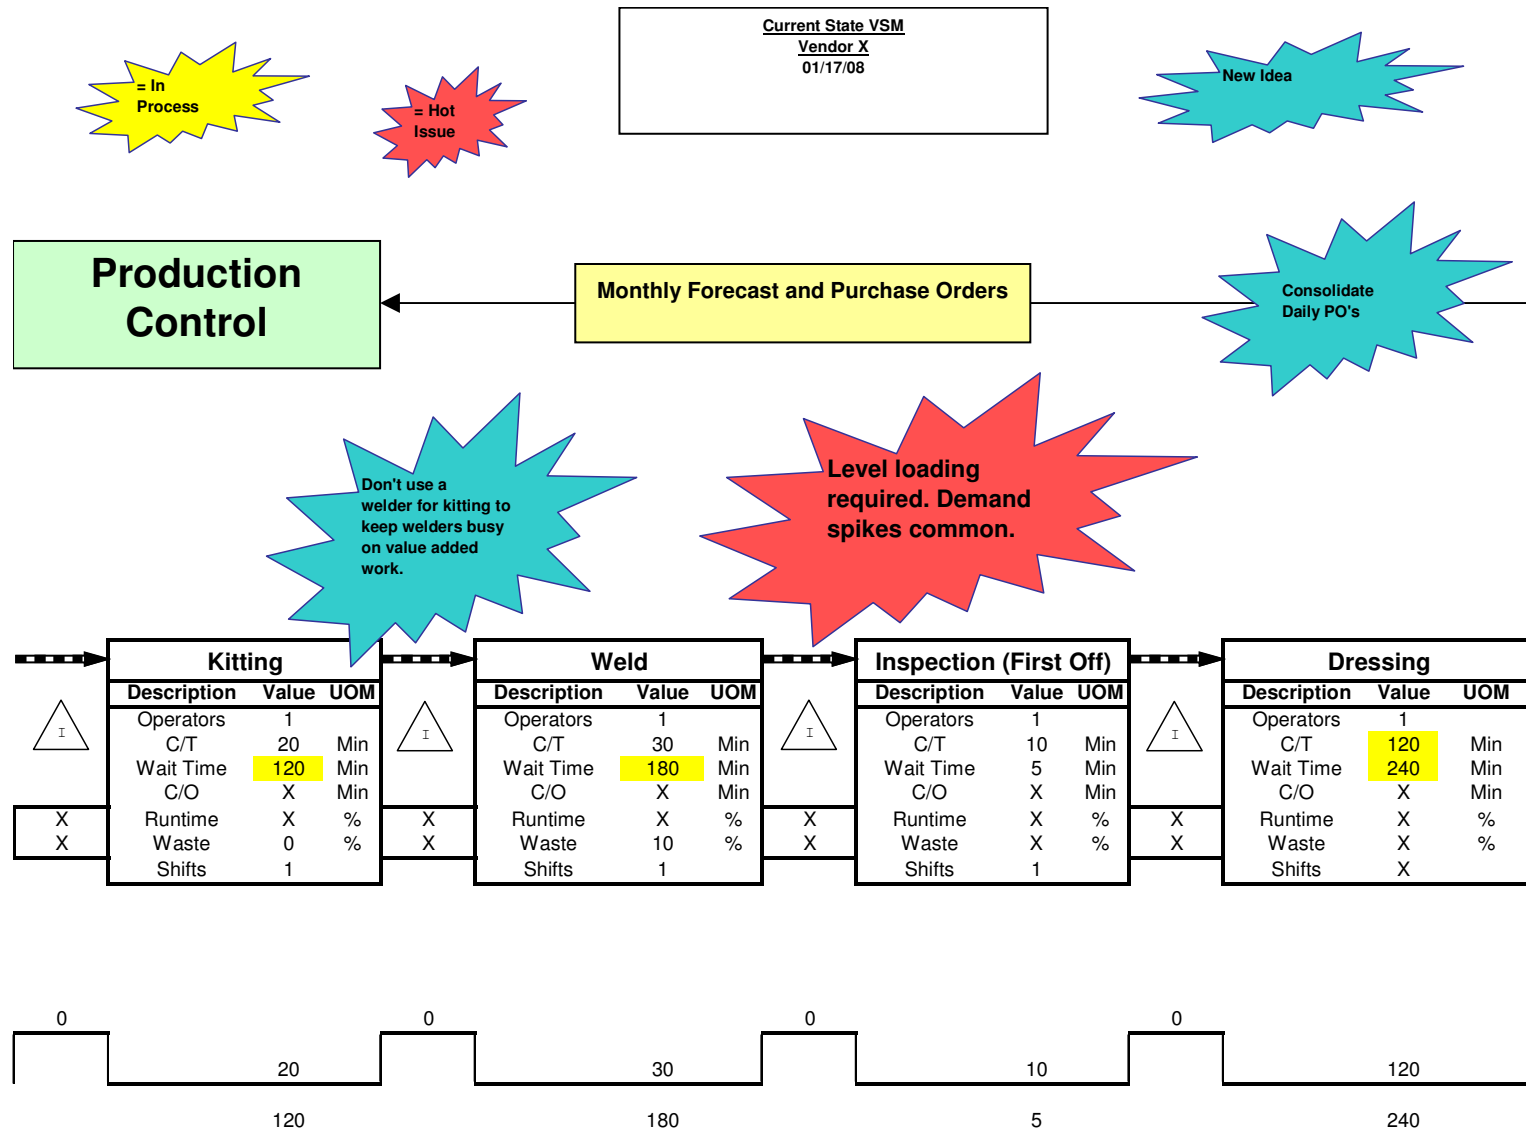 Current State VSM
Vendor X
01/17/08
= In
Process
= Hot
Issue
New Idea
Production
Control
Monthly Forecast and Purchase Orders
Consolidate
Daily PO's
Don't use a
welder for kitting to
keep welders busy
on value added
work.
Level loading
required. Demand
spikes common.
Kitting
Description Value UOM
Operators 1
C/T 20 Min
Wait Time 120 Min
C/O X Min
Runtime X %
Waste 0 %
Shifts 1
Weld
Description Value UOM
Operators 1
C/T 30 Min
Wait Time 180 Min
C/O X Min
Runtime X %
Waste 10 %
Shifts 1
Inspection (First Off)
Description Value UOM
Operators 1
C/T 10 Min
Wait Time 5 Min
C/O X Min
Runtime X %
Waste X %
Shifts 1
Dressing
Description Value UOM
Operators 1
C/T 120 Min
Wait Time 240 Min
C/O X Min
Runtime X %
Waste X %
Shifts X
I I I I
X X X X
X X X X
0 0 0 0
20 30 10 120
120 180 5 240